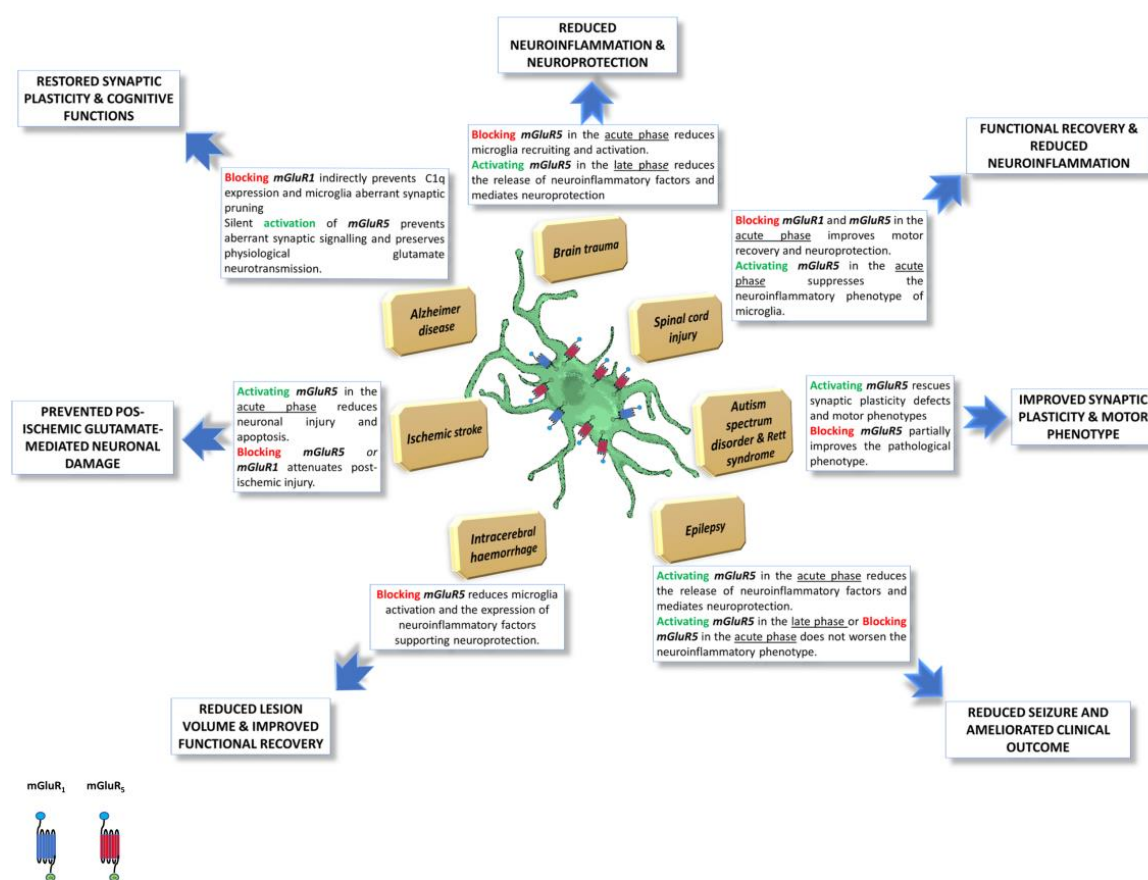 REDUCED
NEUROINFLAMMATION &
NEUROPROTECTION
RESTORED SYNAPTIC
PLASTICITY & COGNITIVE
FUNCTIONS
FUNCTIONAL RECOVERY &
REDUCED
NEUROINFLAMMATION
Blocking mGluR5 in the acute phase reduces
microglia recruiting and activation.
Activating mGluR5 in the late phase reduces
the release of neuroinflammatory factors and
mediates neuroprotection
Blocking mGluR1 indirectly prevents C1q
expression and microglia aberrant synaptic
pruning
Silent activation of mGluR5 prevents
aberrant synaptic signalling and preserves
physiological glutamate
neurotransmission.
Blocking mGluR1 and mGluR5 in the
acute phase improves motor
recovery and neuroprotection.
Activating mGluR5 in the acute
phase suppresses the
neuroinflammatory phenotype of
microglia.
Brain trauma
Alzheimer
disease
Spinal cord
injury
PREVENTED POS-
ISCHEMIC GLUTAMATE-
MEDIATED NEURONAL
DAMAGE
Activating mGluR5 in the
acute phase reduces
neuronal injury and
apoptosis.
Blocking mGluR5 or
mGluR1 attenuates post-
ischemic injury.
Ischemic stroke
Autism
spectrum
disorder & Rett
syndrome
Activating mGluR5 rescues
synaptic plasticity defects
and motor phenotypes
Blocking mGluR5 partially
improves the pathological
phenotype.
IMPROVED SYNAPTIC
PLASTICITY & MOTOR
PHENOTYPE
Intracerebral
haemorrhage
Epilepsy
Blocking mGluR5 reduces microglia
activation and the expression of
neuroinflammatory factors
supporting neuroprotection.
Activating mGluR5 in the acute phase reduces
the release of neuroinflammatory factors and
mediates neuroprotection.
Activating mGluR5 in the late phase or Blocking
mGluR5 in the acute phase does not worsen the
neuroinflammatory phenotype.
REDUCED LESION
VOLUME & IMPROVED
FUNCTIONAL RECOVERY
REDUCED SEIZURE AND
AMELIORATED CLINICAL
OUTCOME
mGluR₁ mGluR₅